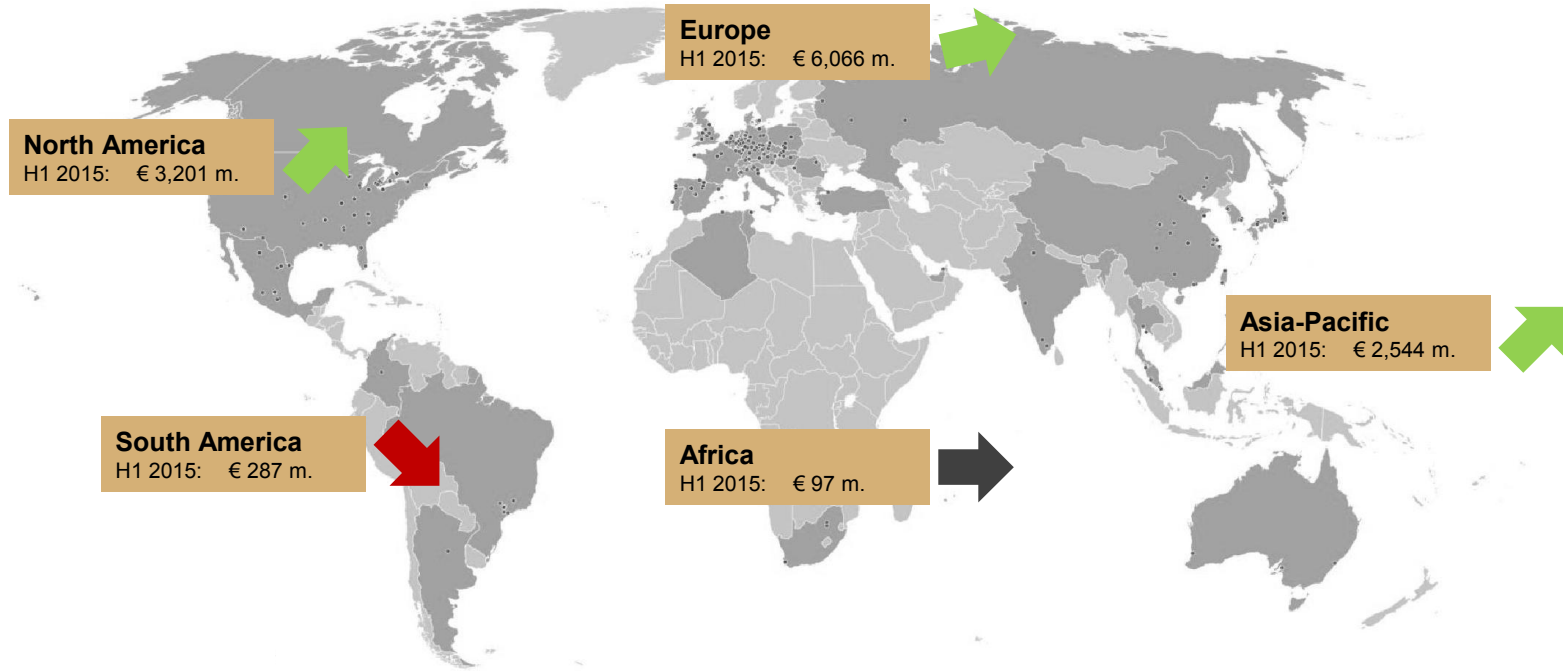 Europe
H1 2015: € 6,066 m.
North America
H1 2015: € 3,201 m.
Asia-Pacific
H1 2015: € 2,544 m.
South America
H1 2015: € 287 m.
Africa
H1 2015: € 97 m.